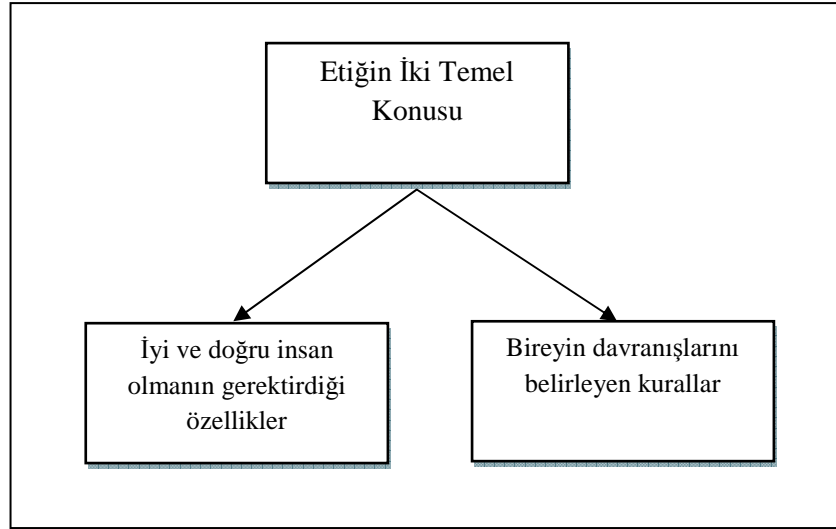 Etiğin İki Temel
Konusu
İyi ve doğru insan
olmanın gerektirdiği
özellikler
Bireyin davranışlarını
belirleyen kurallar